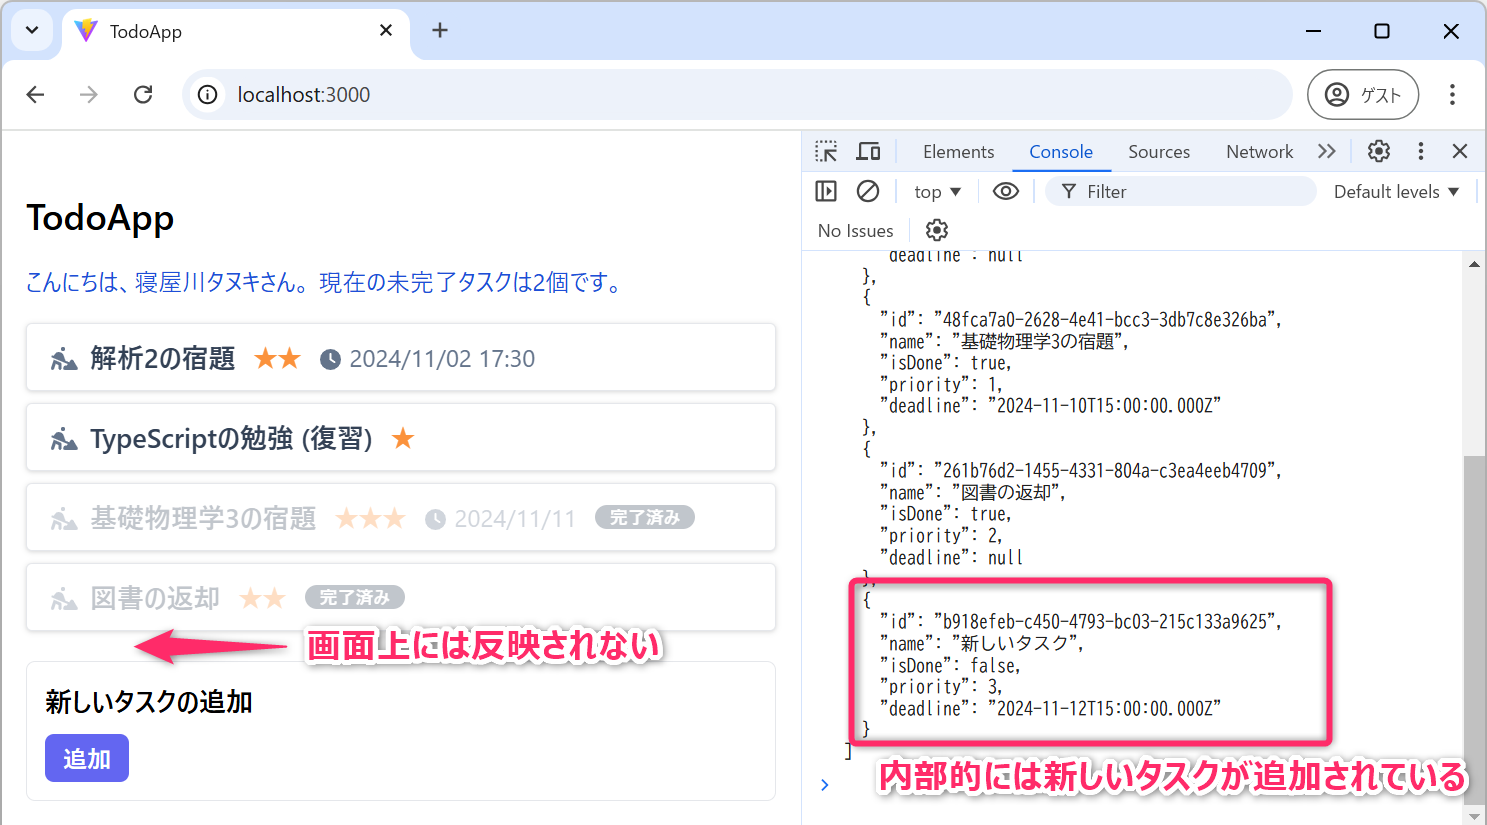 TodoApp
localhost:3000
ゲスト
TodoApp
こんにちは、寝屋川タヌキさん。現在の未完了タスクは2個です。
解析2の宿題 ★★ 2024/11/02 17:30
TypeScriptの勉強 (復習) ★
基礎物理学3の宿題 ★★★ 2024/11/11 完了済み
図書の返却 ★★ 完了済み
画面上には反映されない
新しいタスクの追加
追加
Elements Console Sources Network
top Filter Default levels
No Issues
"deadline": null
},
{
"id": "48fca7a0-2628-4e41-bcc3-3db7c8e326ba",
"name": "基礎物理学3の宿題",
"isDone": true,
"priority": 1,
"deadline": "2024-11-10T15:00:00.000Z"
},
{
"id": "261b76d2-1455-4331-804a-c3ea4eeb4709",
"name": "図書の返却",
"isDone": true,
"priority": 2,
"deadline": null
},
{
"id": "b918efeb-c450-4793-bc03-215c133a9625",
"name": "新しいタスク",
"isDone": false,
"priority": 3,
"deadline": "2024-11-12T15:00:00.000Z"
}
]
内部的には新しいタスクが追加されている